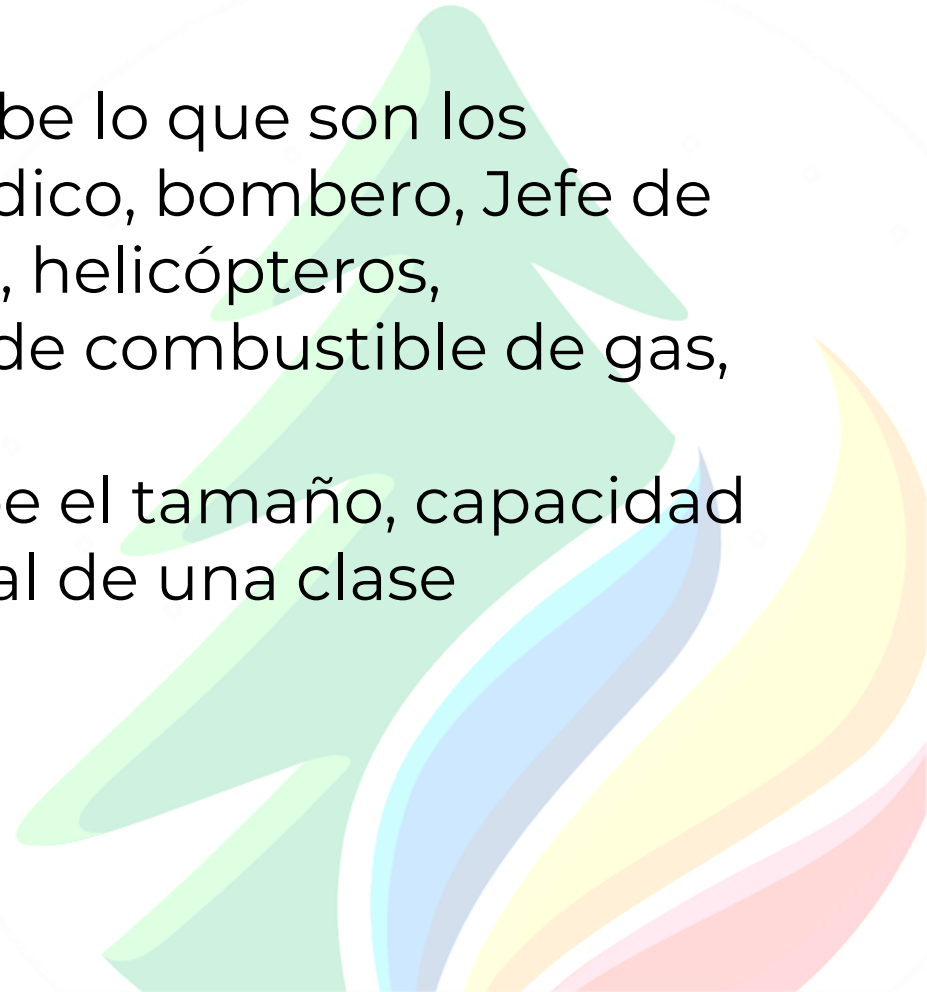 be lo que son los
dico, bombero, Jefe de
, helicópteros,
de combustible de gas,
e el tamaño, capacidad
al de una clase